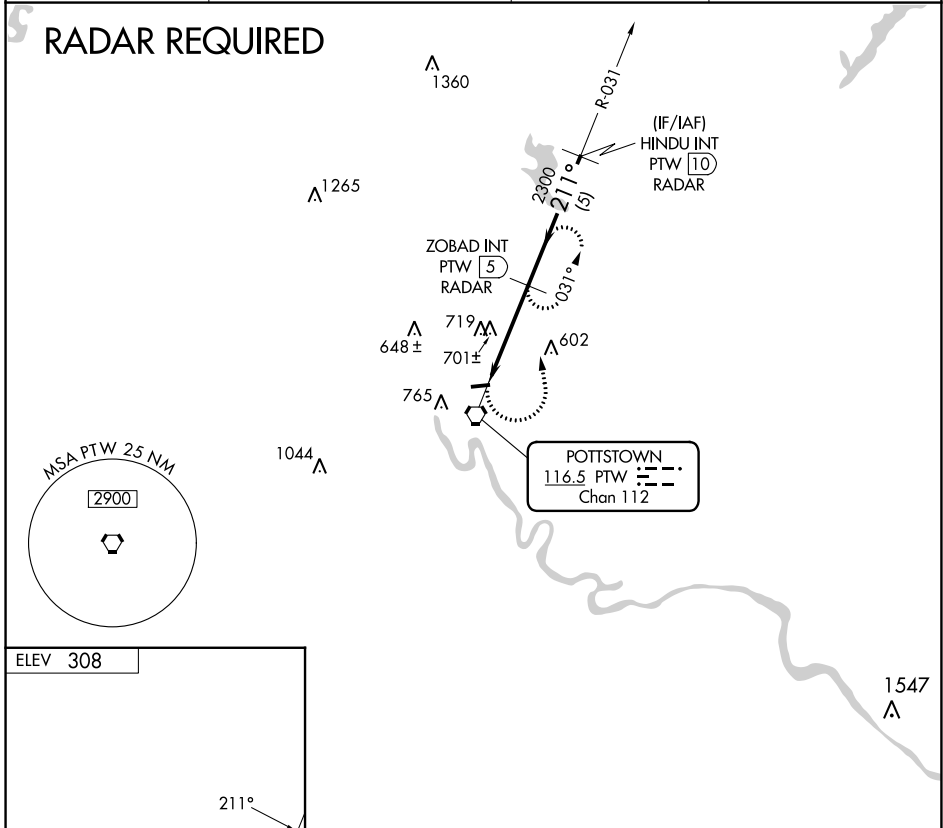 RADAR REQUIRED
1360
R-031
(IF/IAF)
HINDU INT
PTW 10
RADAR
2300
211°
(5)
1265
ZOBAD INT
PTW 5
RADAR
031°
719
648 ±
701±
602
765
1044
POTTSTOWN
116.5 PTW
Chan 112
MSA PTW 25 NM
2900
ELEV 308
1547
211°